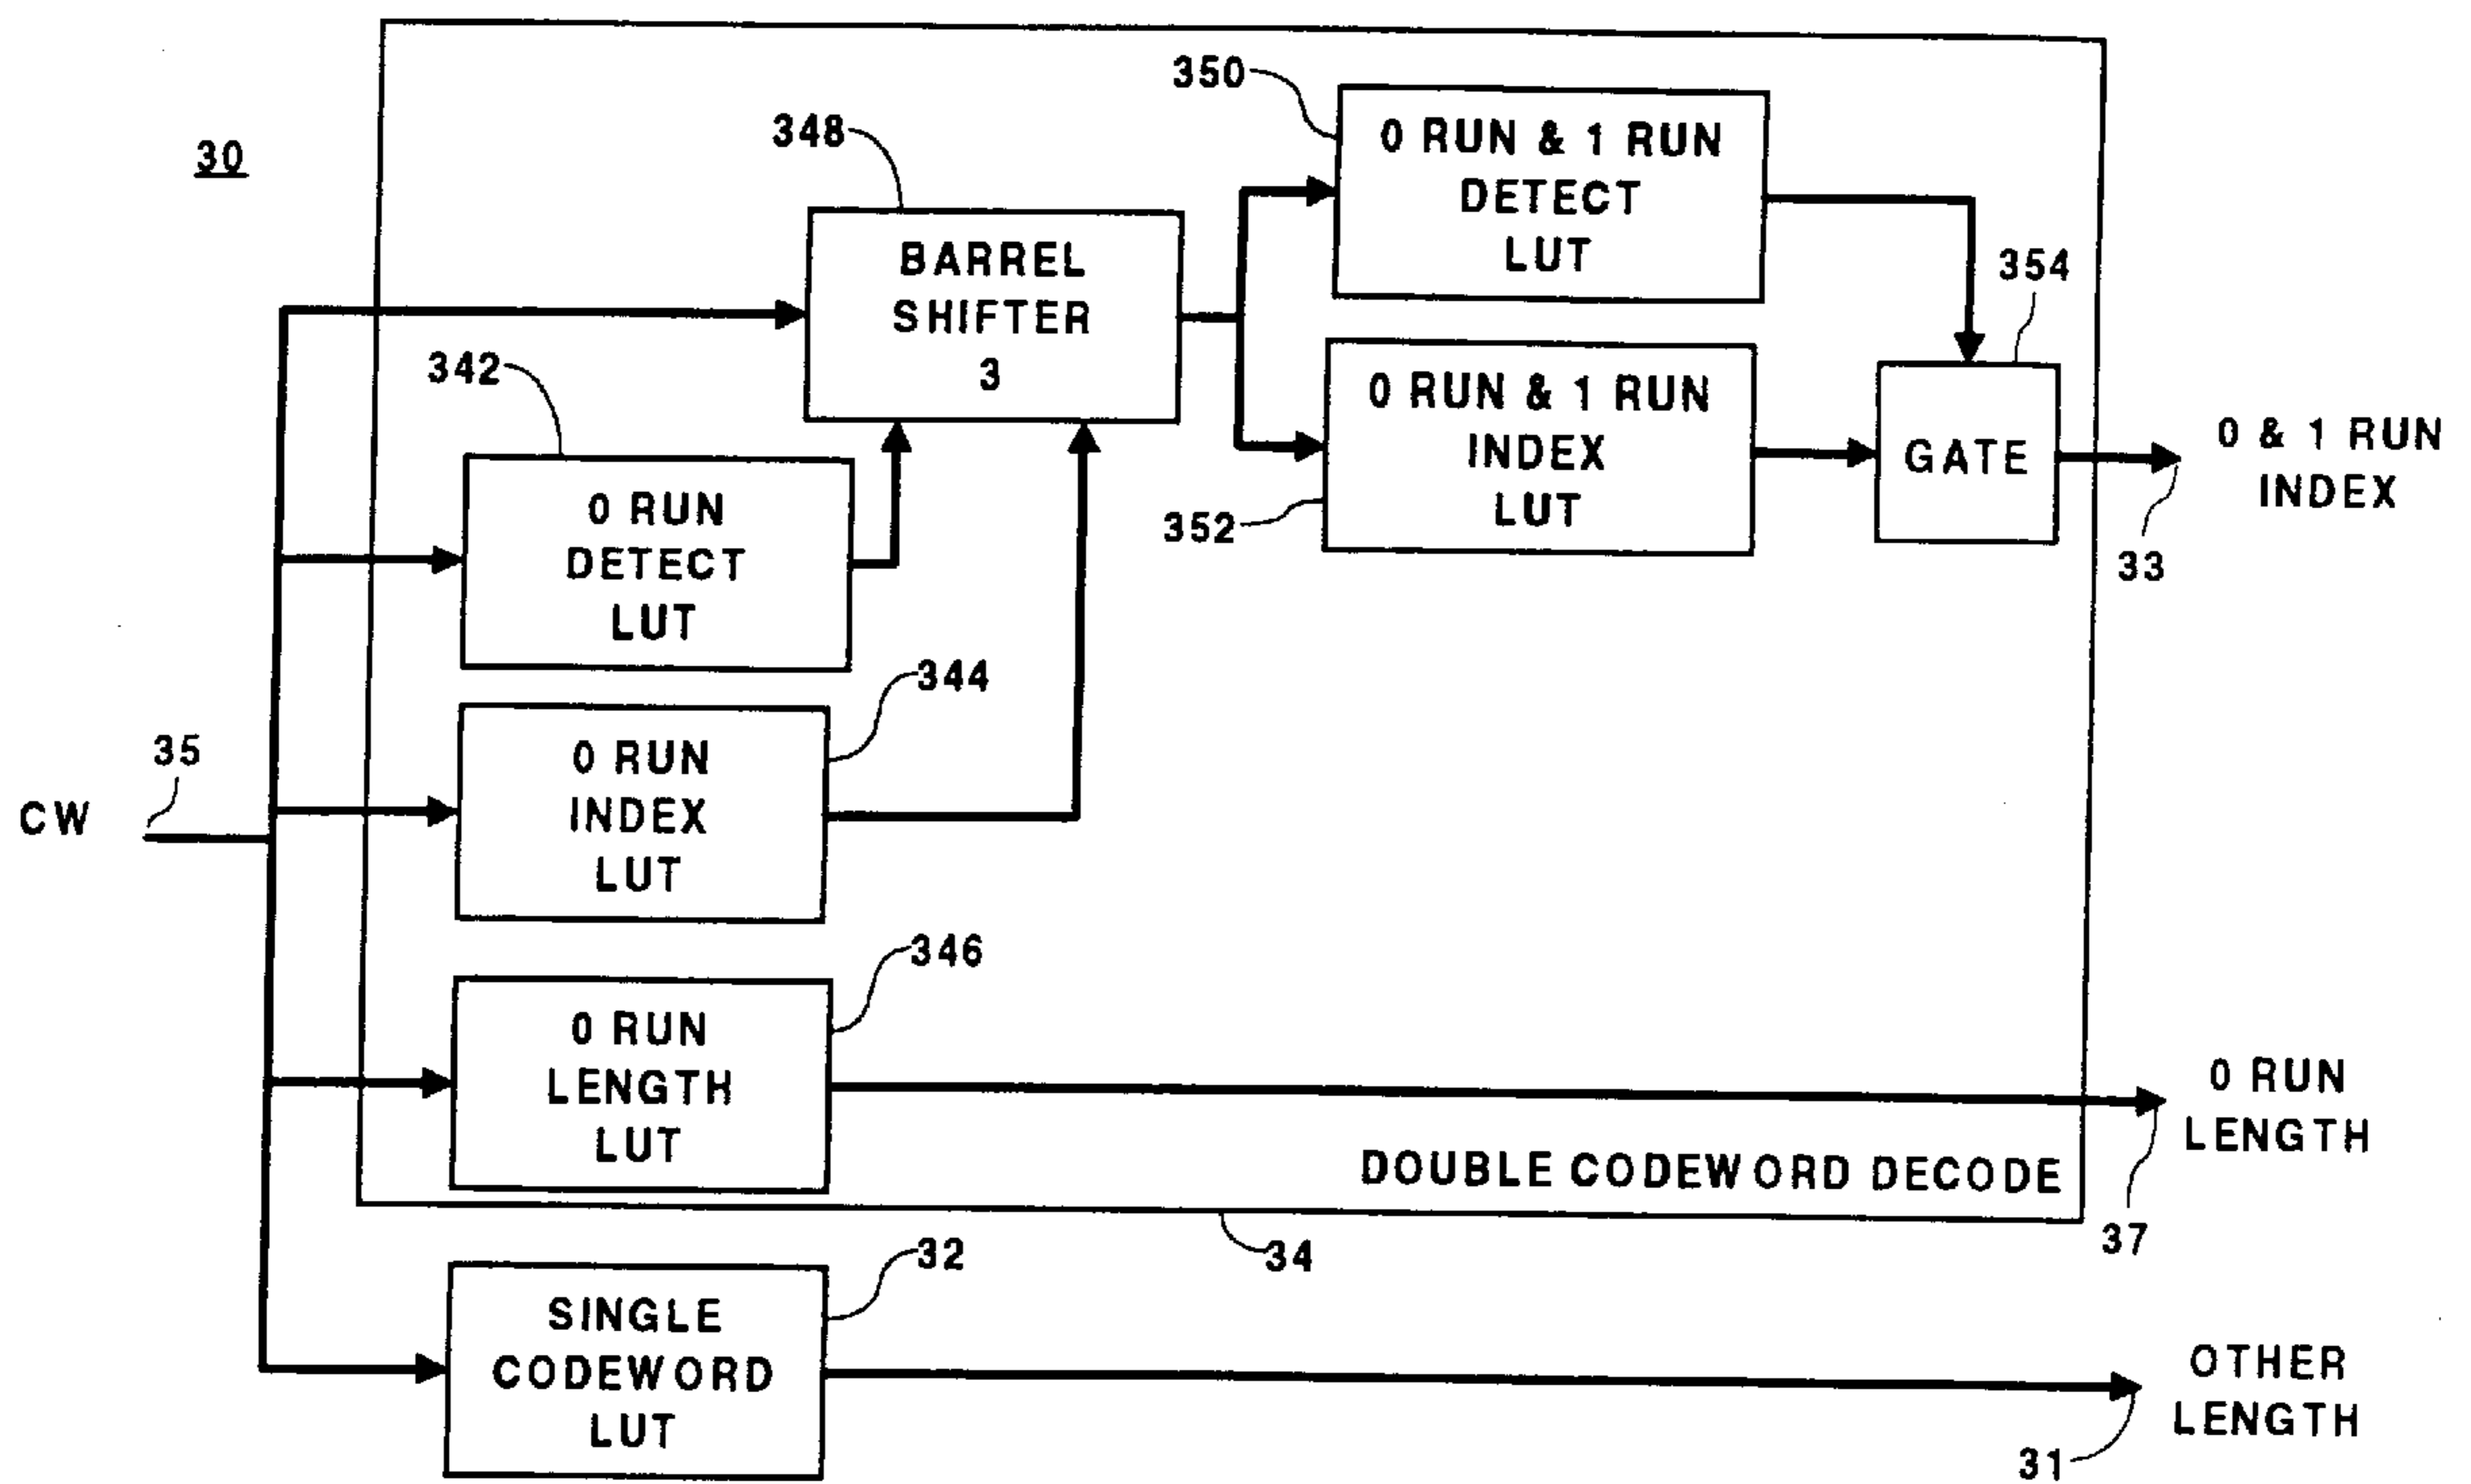 30
348
350
0 RUN & 1 RUN
DETECT
LUT
BARREL
SHIFTER
3
354
342
0 RUN & 1 RUN
INDEX
LUT
352
GATE
0 & 1 RUN
INDEX
33
0 RUN
DETECT
LUT
344
35
CW
0 RUN
INDEX
LUT
346
0 RUN
LENGTH
LUT
0 RUN
LENGTH
37
DOUBLE CODEWORD DECODE
34
32
SINGLE
CODEWORD
LUT
OTHER
LENGTH
31